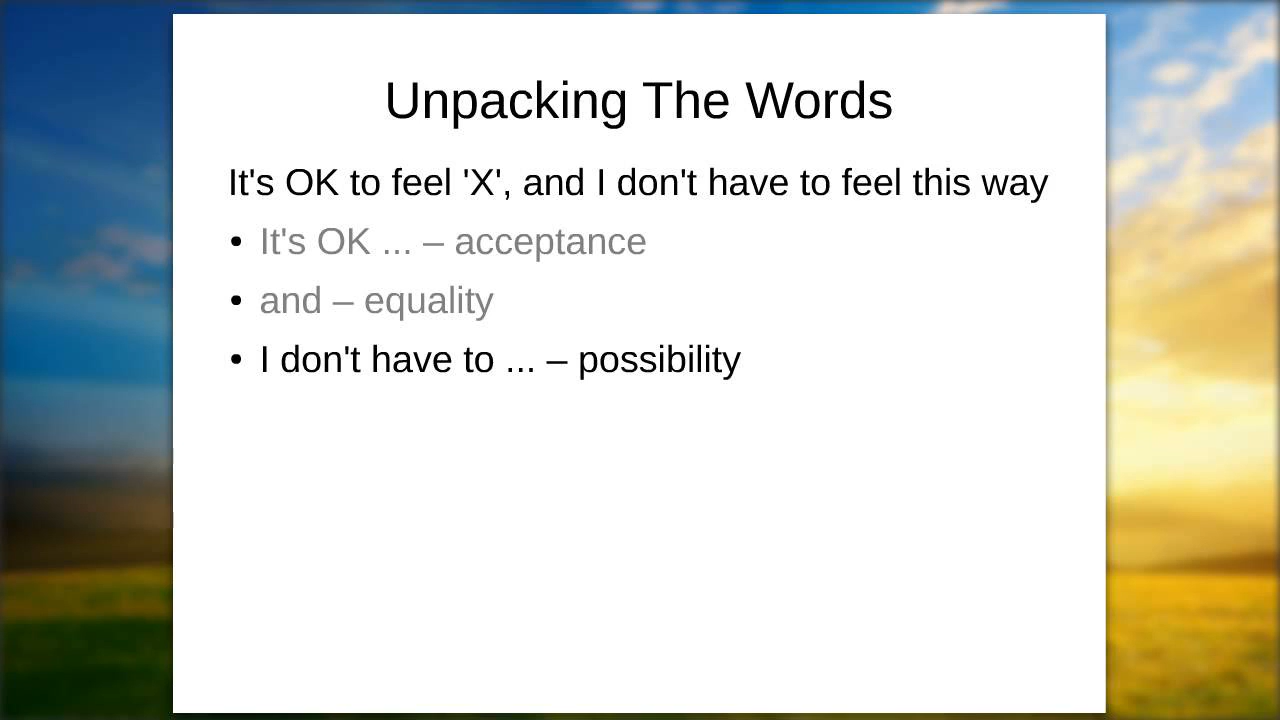 Unpacking The Words
It's OK to feel 'X', and I don't have to feel this way
• It's OK ... – acceptance
• and – equality
• I don't have to ... – possibility